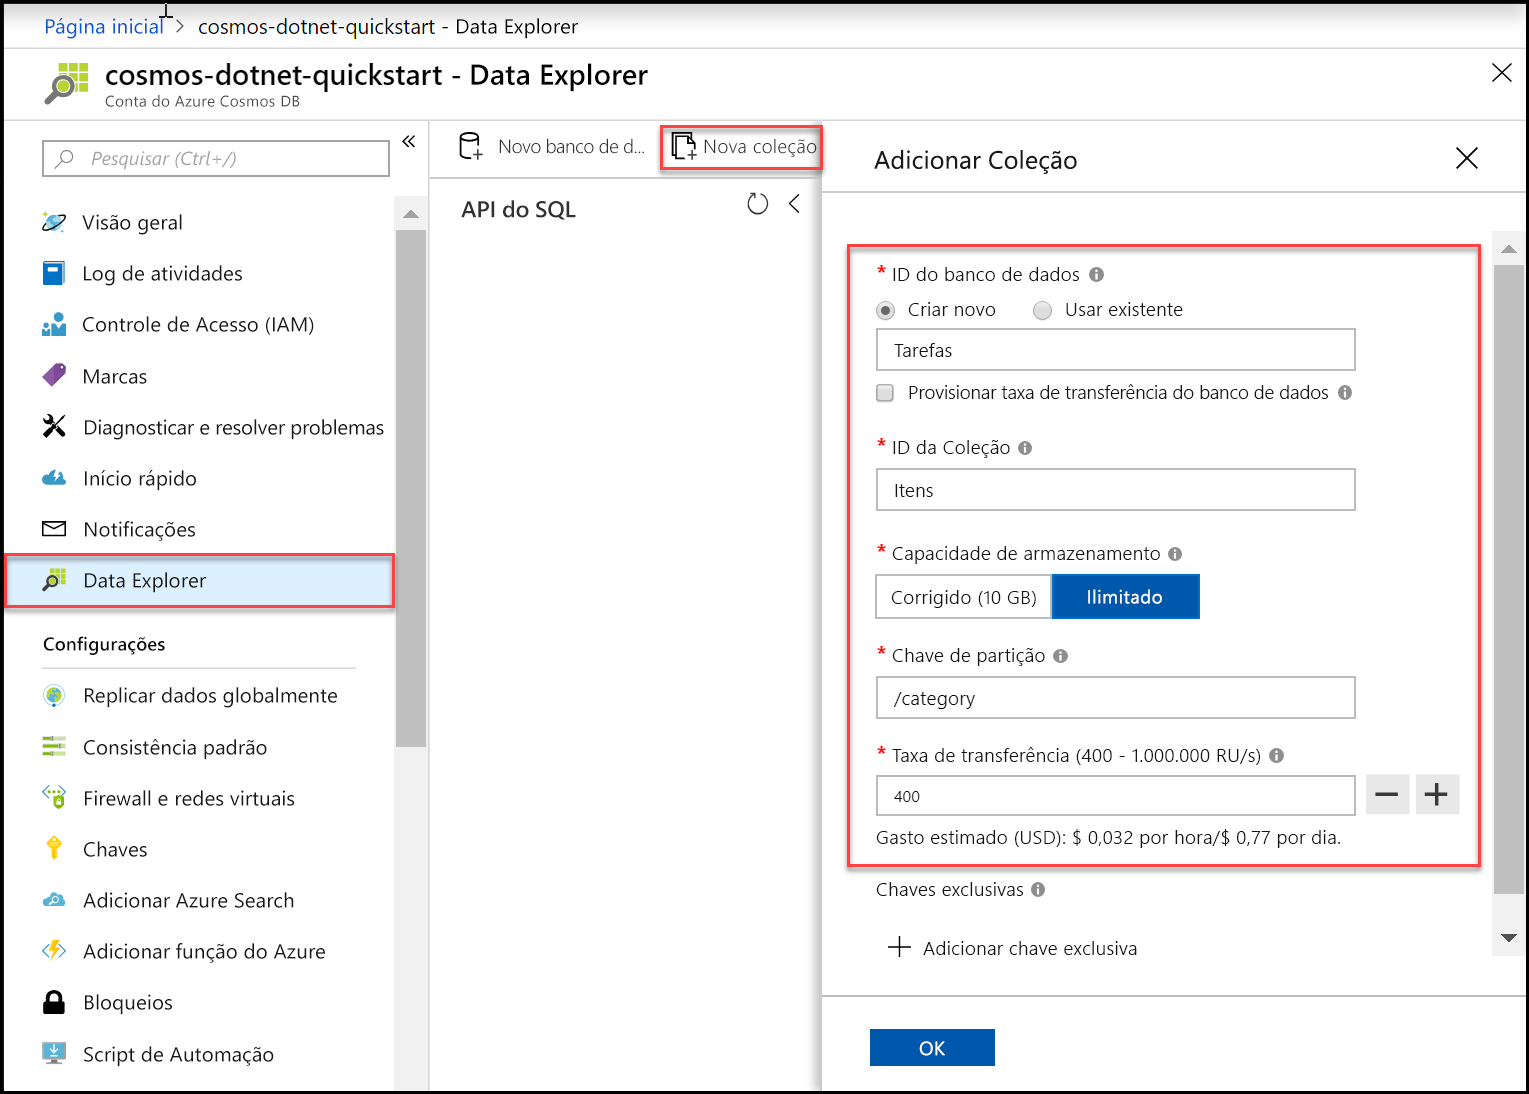 Página inicial > cosmos-dotnet-quickstart - Data Explorer
cosmos-dotnet-quickstart - Data Explorer
Conta do Azure Cosmos DB
Pesquisar (Ctrl+/)
Visão geral
Log de atividades
Controle de Acesso (IAM)
Marcas
Diagnosticar e resolver problemas
Início rápido
Notificações
Data Explorer
Configurações
Replicar dados globalmente
Consistência padrão
Firewall e redes virtuais
Chaves
Adicionar Azure Search
Adicionar função do Azure
Bloqueios
Script de Automação
Novo banco de d... Nova coleção
API do SQL
Adicionar Coleção
* ID do banco de dados
Criar novo Usar existente
Tarefas
Provisionar taxa de transferência do banco de dados
* ID da Coleção
Itens
* Capacidade de armazenamento
Corrigido (10 GB) Ilimitado
* Chave de partição
/category
* Taxa de transferência (400 - 1.000.000 RU/s)
400
Gasto estimado (USD): $ 0,032 por hora/$ 0,77 por dia.
Chaves exclusivas
Adicionar chave exclusiva
OK